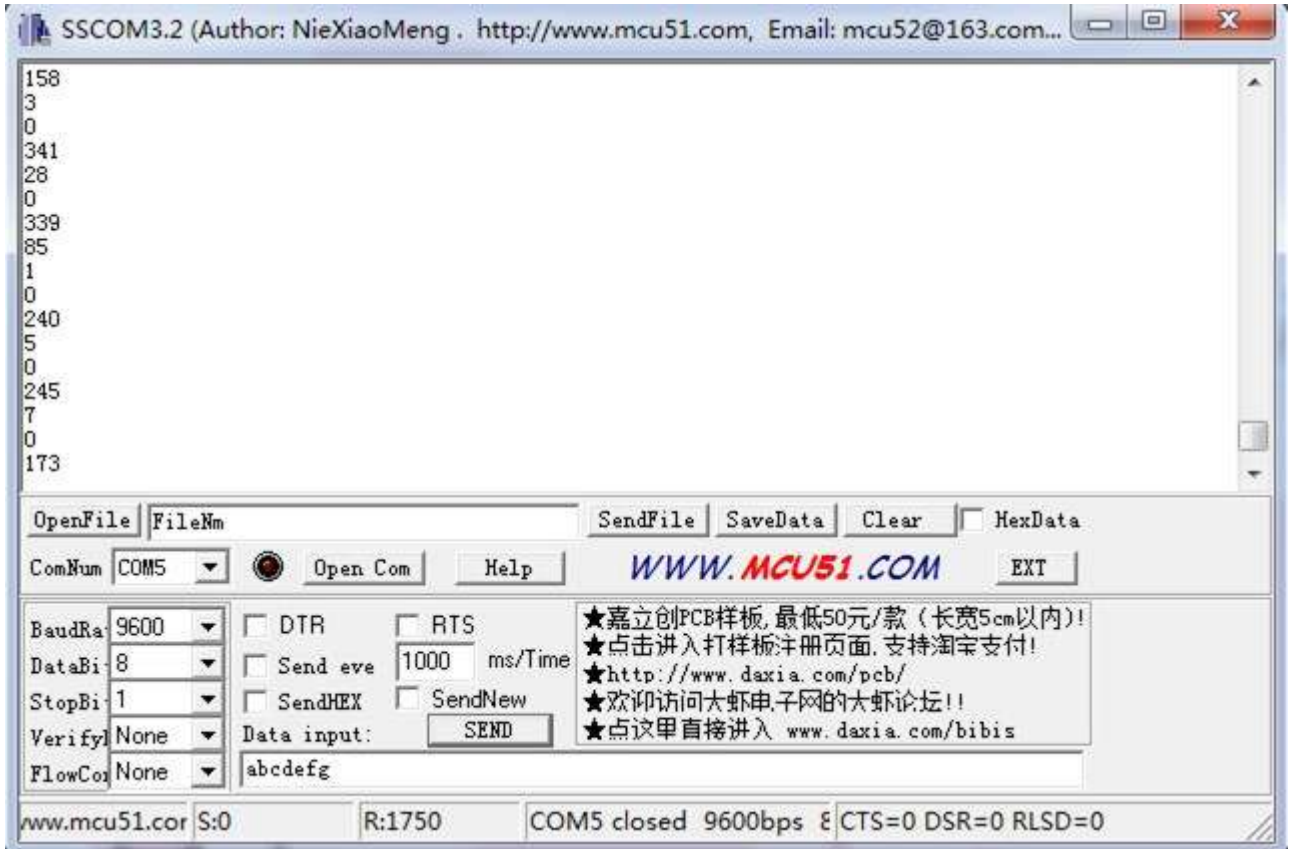 SSCOM3.2 (Author: NieXiaoMeng . http://www.mcu51.com, Email: mcu52@163.com...
158
3
0
341
28
0
339
85
1
0
240
5
0
245
7
0
173
OpenFile FileNm SendFile SaveData Clear HexData
ComNum COM5 Open Com Help WWW.MCU51.COM EXT
BaudRa 9600 DTR RTS
DataBi 8 Send eve 1000 ms/Time
StopBi 1 SendHEX SendNew
Verify None Data input: SEND
FlowCo None abcdefg
★嘉立创PCB样板,最低50元/款（长宽5cm以内)!
★点击进入打样板注册页面.支持淘宝支付!
★http://www.daxia.com/pcb/
★欢迎访问大虾电子网的大虾论坛!!
★点这里直接进入 www.daxia.com/bibis
www.mcu51.cor S:0 R:1750 COM5 closed 9600bps 8 CTS=0 DSR=0 RLSD=0